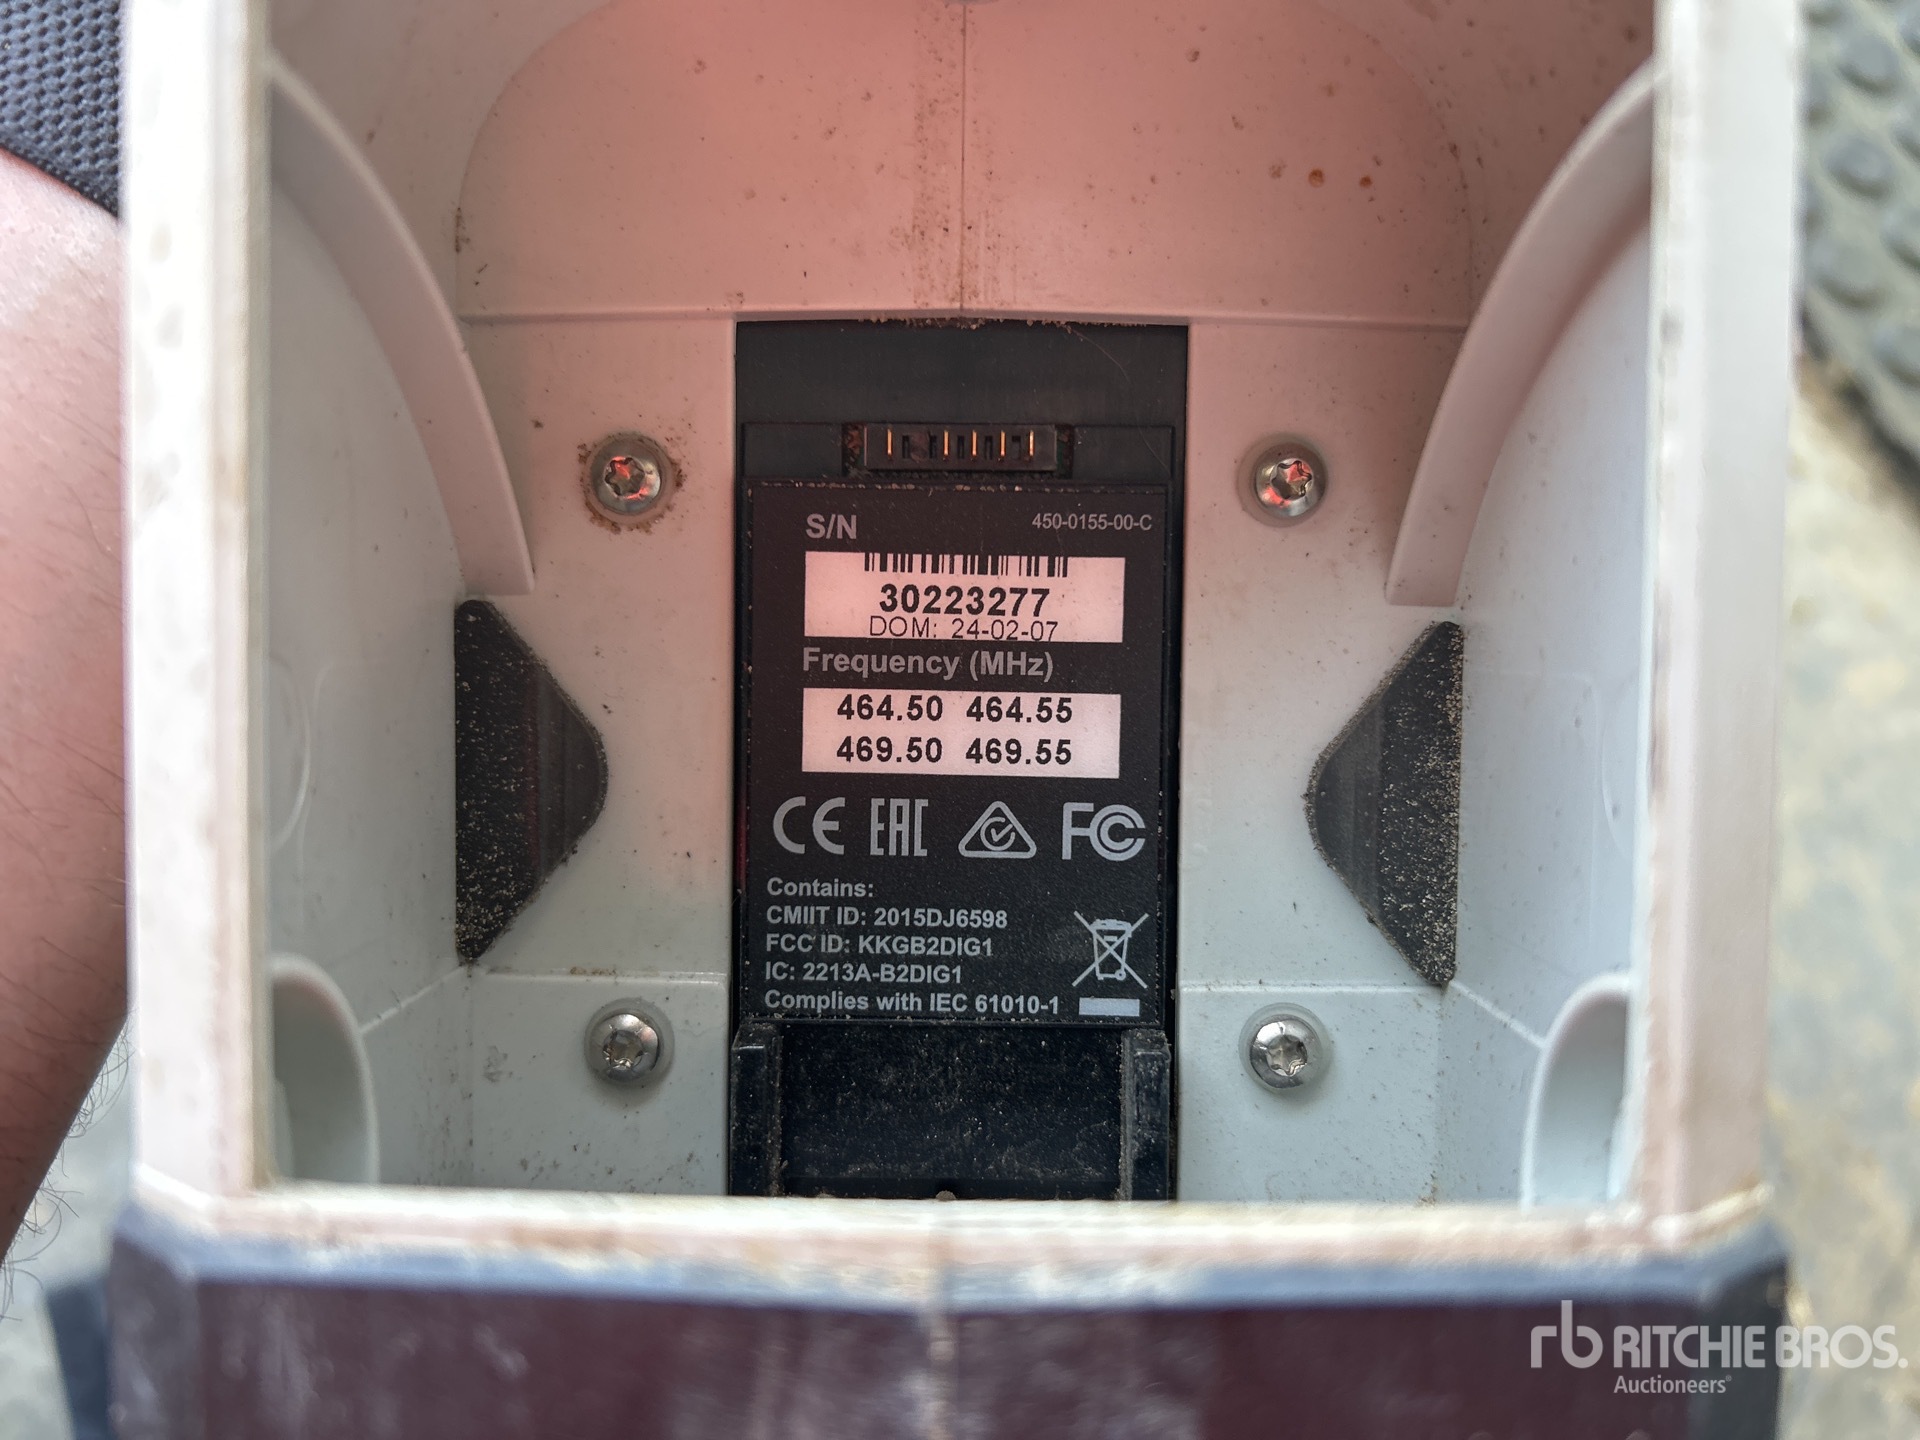 S/N 450-0155-00-C
30223277
DOM: 24-02-07
Frequency (MHz)
464.50 464.55
469.50 469.55
CE EAC FC
Contains:
CMIIT ID: 2015DJ6598
FCC ID: KKGB2DIG1
IC: 2213A-B2DIG1
Complies with IEC 61010-1
rb RITCHIE BROS.
Auctioneers